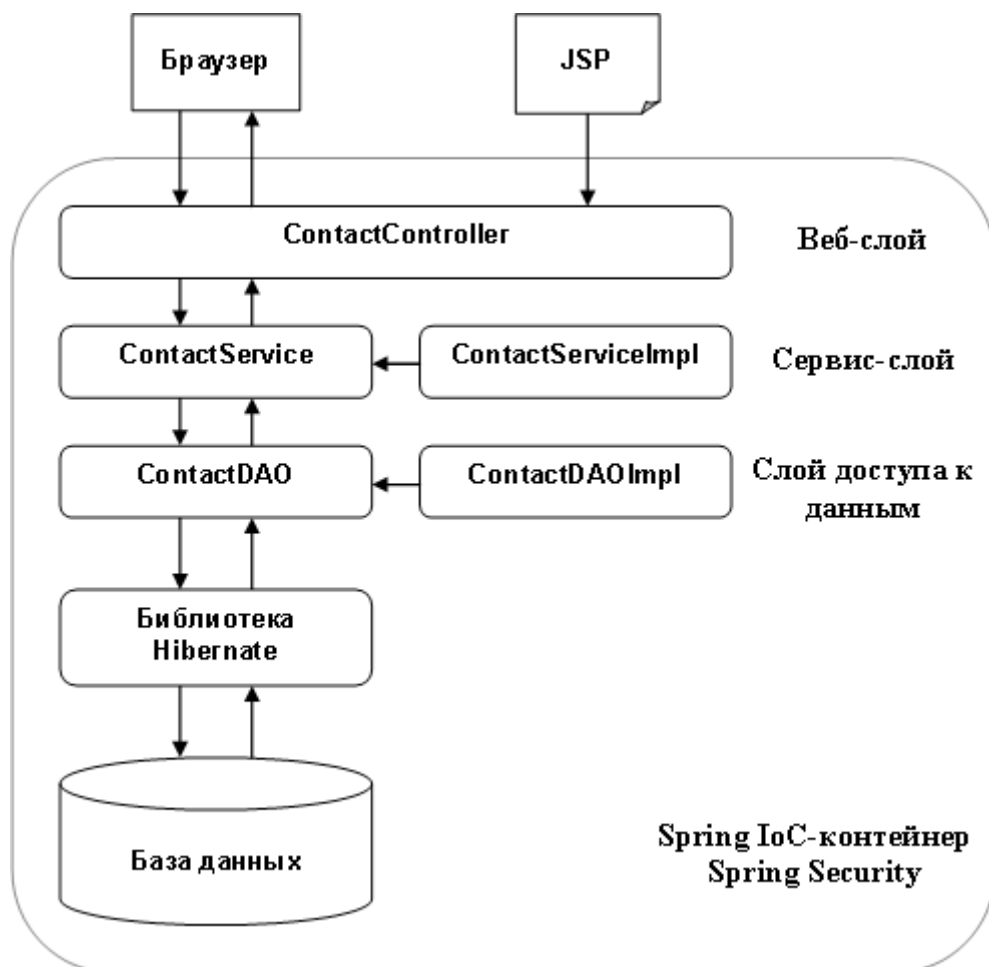 Браузер
JSP
ContactController
Веб-слой
ContactService
ContactServiceImpl
Сервис-слой
ContactDAO
ContactDAOImpl
Слой доступа к
данным
Библиотека
Hibernate
База данных
Spring IoC-контейнер
Spring Security